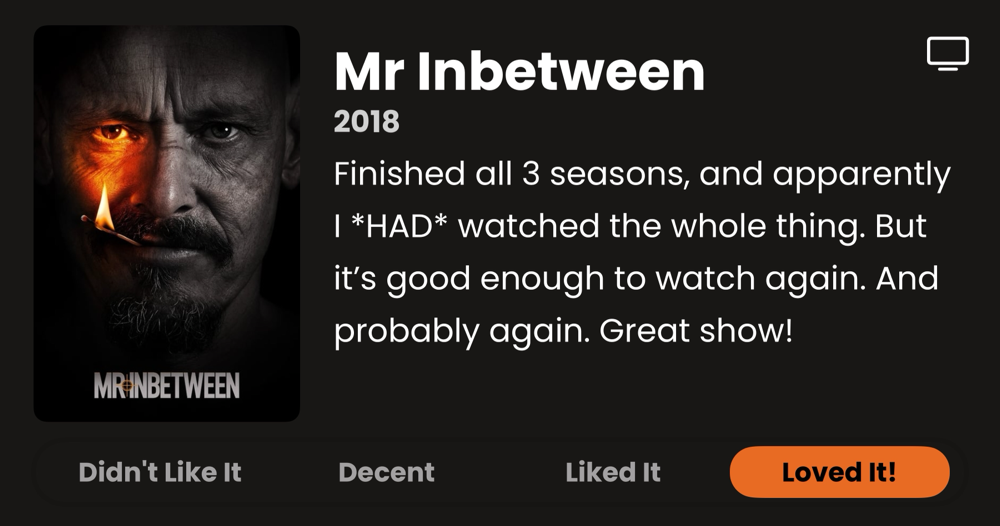 Mr Inbetween
2018
Finished all 3 seasons, and apparently
I *HAD* watched the whole thing. But
it’s good enough to watch again. And
probably again. Great show!
MR INBETWEEN
Didn't Like It
Decent
Liked It
Loved It!